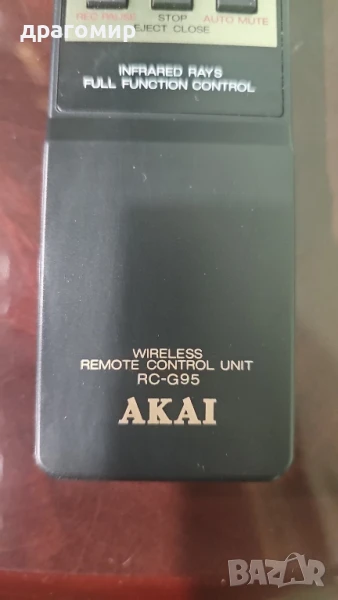 драгомир
REC PAUSE
STOP
AUTO MUTE
EJECT CLOSE
INFRARED RAYS
FULL FUNCTION CONTROL
WIRELESS
REMOTE CONTROL UNIT
RC-G95
AKAI
BAZAR